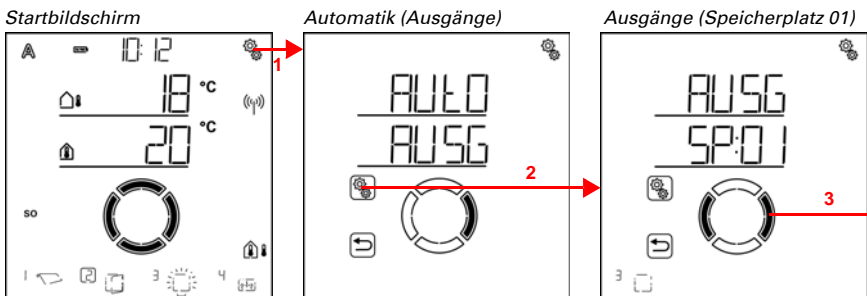 Startbildschirm
Automatik (Ausgänge)
Ausgänge (Speicherplatz 01)
A 10:12
1
18 °C
20 °C
SO
1 2 3 4
AUtO
AUSG
2
AUSG
SP:01
3
3